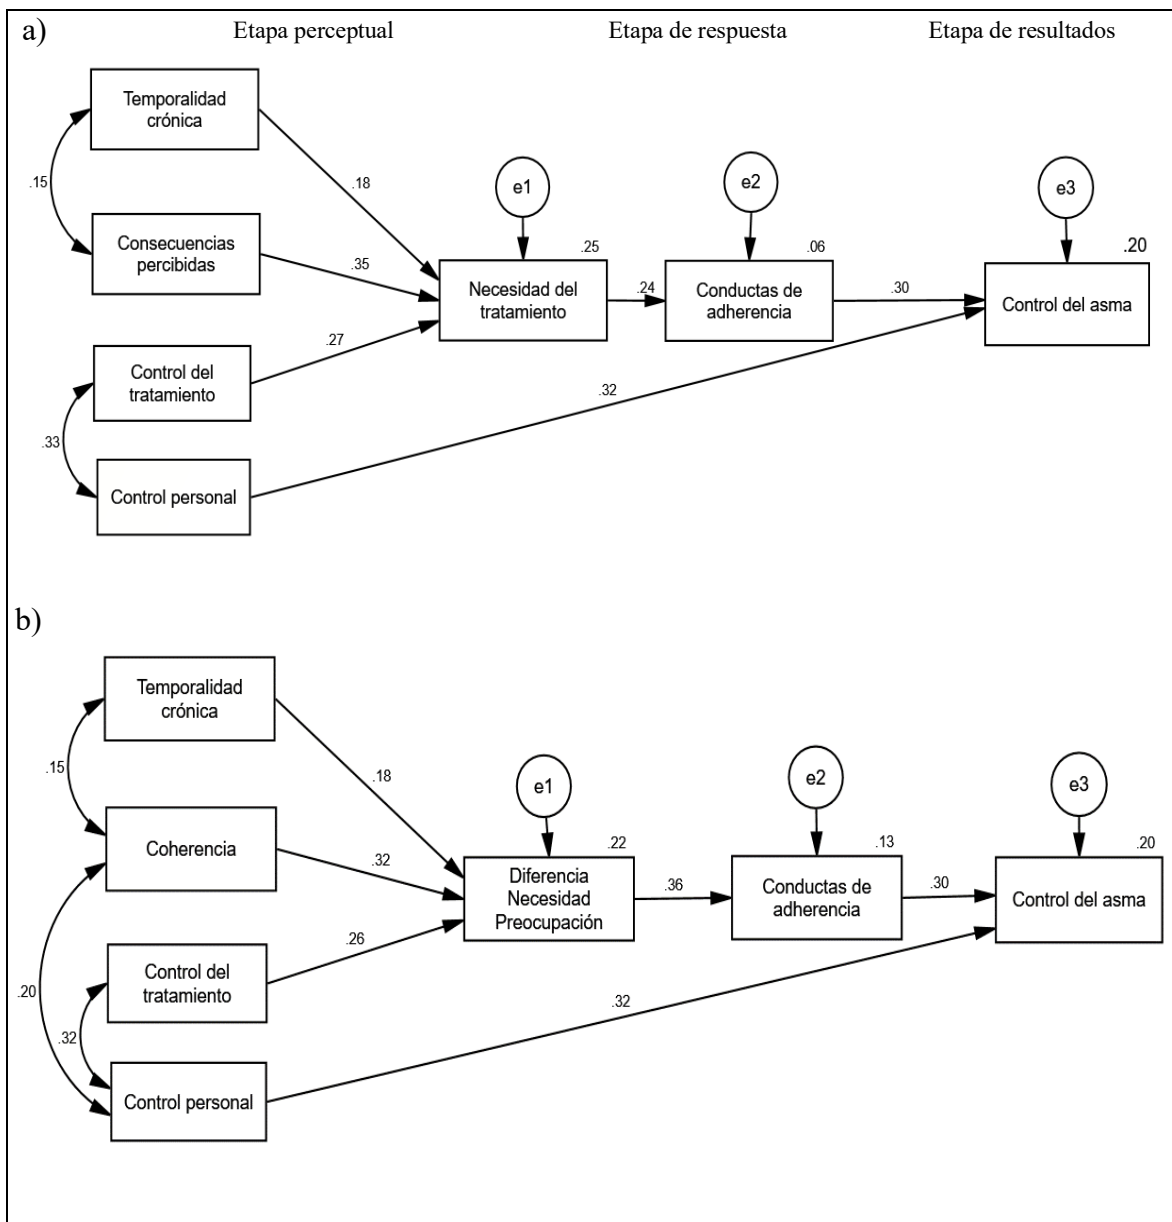 a)
Etapa perceptual
Etapa de respuesta
Etapa de resultados
Temporalidad
crónica
.15
.18
e1
e2
e3
Consecuencias
percibidas
.35
.25
Necesidad del
tratamiento
.24
.06
Conductas de
adherencia
.30
.20
Control del asma
Control del
tratamiento
.27
.33
.32
Control personal
b)
Temporalidad
crónica
.15
.18
e1
e2
e3
Coherencia
.32
.22
Diferencia
Necesidad
Preocupación
.36
.13
Conductas de
adherencia
.30
.20
Control del asma
Control del
tratamiento
.26
.20
.32
.32
Control personal